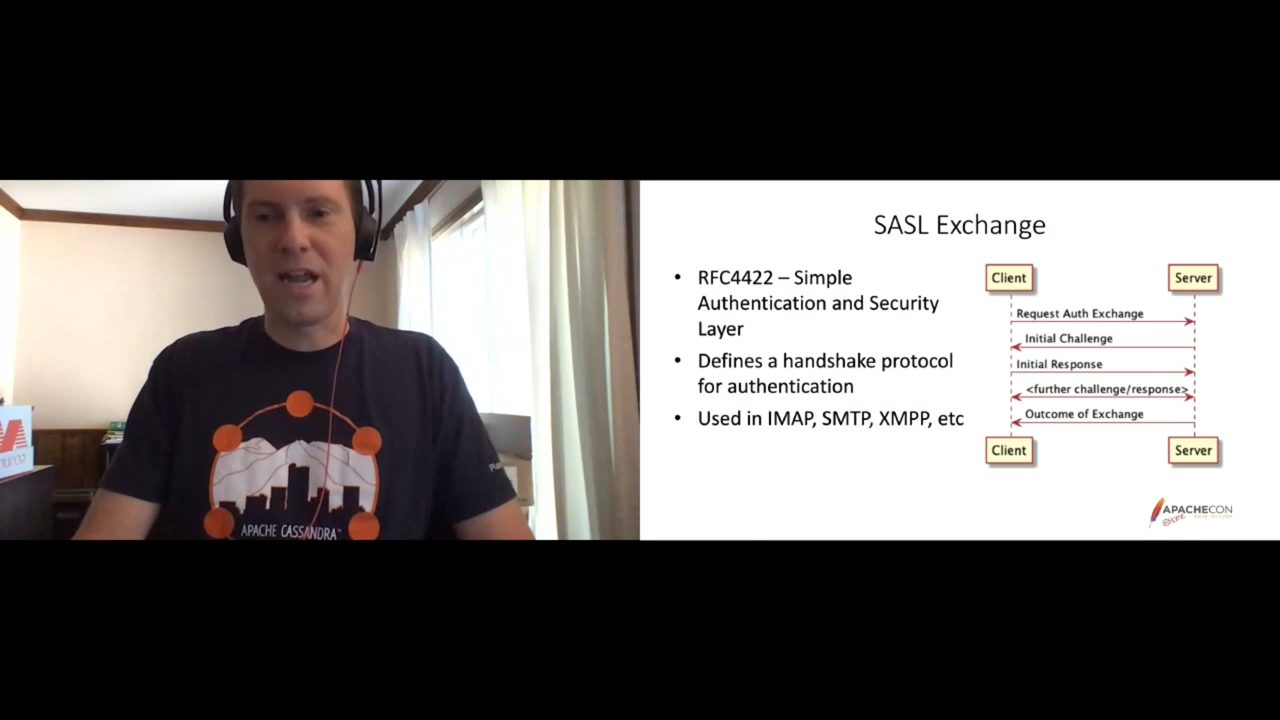 SASL Exchange
• RFC4422 – Simple
Authentication and Security
Layer
• Defines a handshake protocol
for authentication
• Used in IMAP, SMTP, XMPP, etc
Client
Server
Request Auth Exchange
Initial Challenge
Initial Response
<further challenge/response>
Outcome of Exchange
Client
Server
APACHECON
@Home
APACHE CASSANDRA™